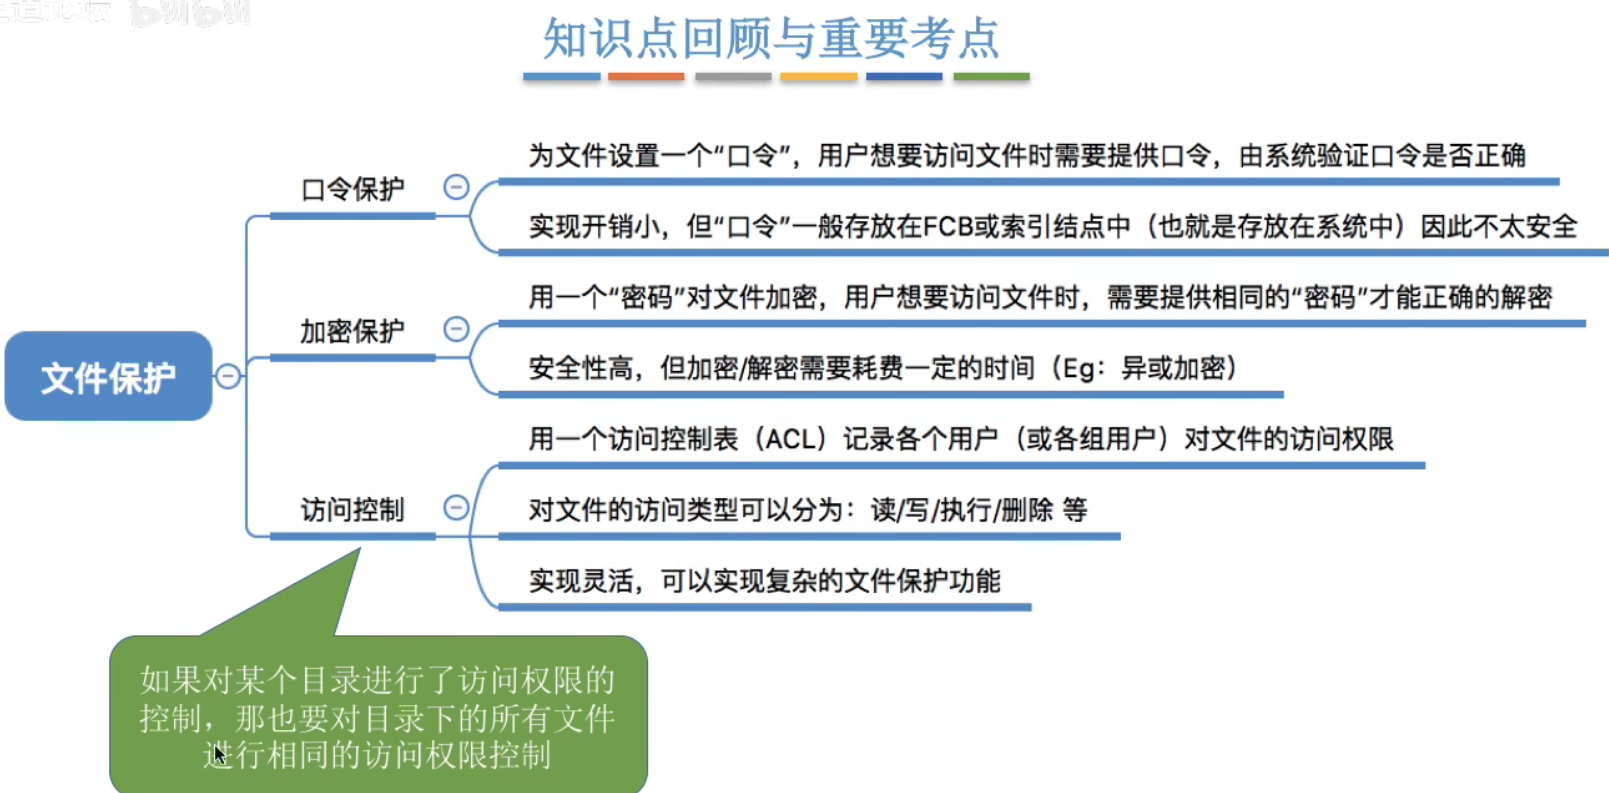 知识点回顾与重要考点
文件保护
口令保护
为文件设置一个“口令”，用户想要访问文件时需要提供口令，由系统验证口令是否正确
实现开销小，但“口令”一般存放在FCB或索引结点中（也就是存放在系统中）因此不太安全
加密保护
用一个“密码”对文件加密，用户想要访问文件时，需要提供相同的“密码”才能正确的解密
安全性高，但加密/解密需要耗费一定的时间（Eg：异或加密）
访问控制
用一个访问控制表（ACL）记录各个用户（或各组用户）对文件的访问权限
对文件的访问类型可以分为：读/写/执行/删除 等
实现灵活，可以实现复杂的文件保护功能
如果对某个目录进行了访问权限的
控制，那也要对目录下的所有文件
进行相同的访问权限控制